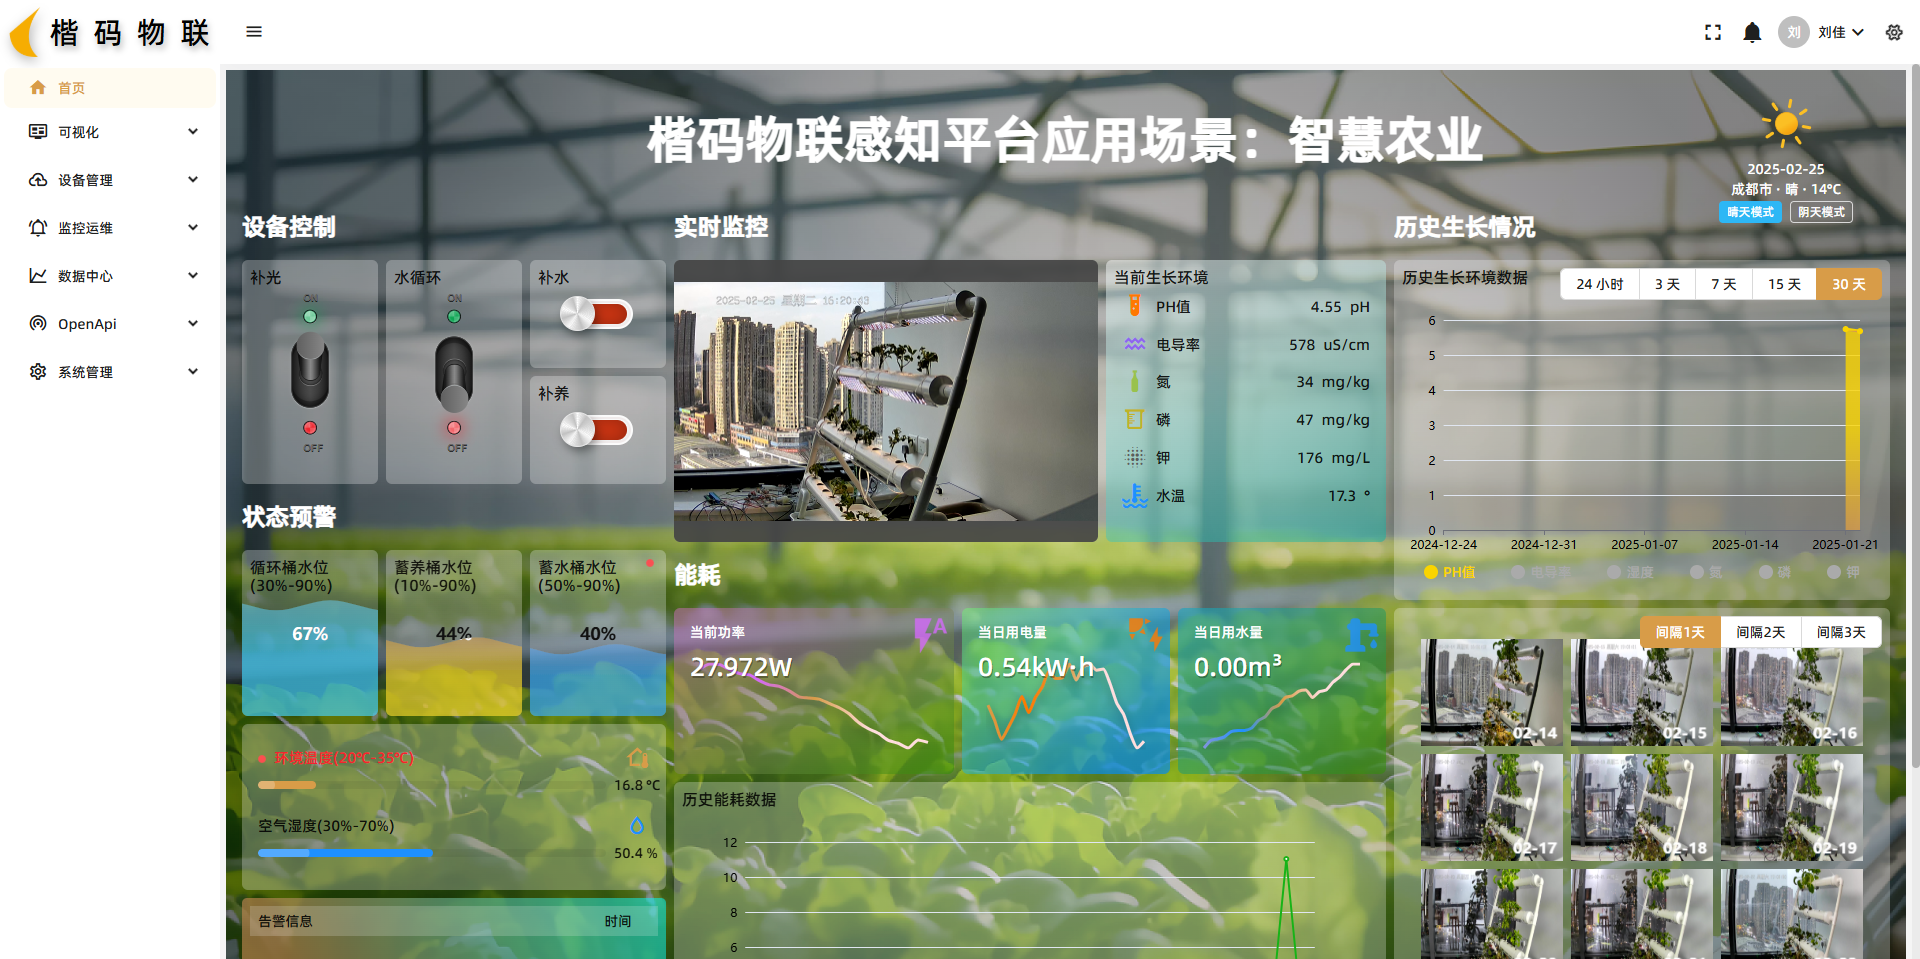 楷码物联
刘
刘佳
首页
可视化
设备管理
监控运维
数据中心
OpenApi
系统管理
楷码物联感知平台应用场景：智慧农业
2025-02-25
成都市 · 晴 · 14°C
晴天模式
阴天模式
设备控制
补光
ON
OFF
水循环
ON
OFF
补水
补养
状态预警
循环桶水位
(30%-90%)
67%
蓄养桶水位
(10%-90%)
44%
蓄水桶水位
(50%-90%)
40%
环境温度(20℃-35℃)
16.8 ℃
空气湿度(30%-70%)
50.4 %
告警信息
时间
实时监控
2025-02-25 星期二 16:20:43
当前生长环境
PH值 4.55 pH
电导率 578 uS/cm
氮 34 mg/kg
磷 47 mg/kg
钾 176 mg/L
水温 17.3 °
能耗
当前功率
27.972W
A
当日用电量
0.54kW·h
当日用水量
0.00m³
历史能耗数据
12
10
8
6
历史生长情况
历史生长环境数据
24 小时
3 天
7 天
15 天
30 天
6
5
4
3
2
1
0
2024-12-24
2024-12-31
2025-01-07
2025-01-14
2025-01-21
PH值
电导率
湿度
氮
磷
钾
间隔1天
间隔2天
间隔3天
02-14
02-15
02-16
02-17
02-18
02-19